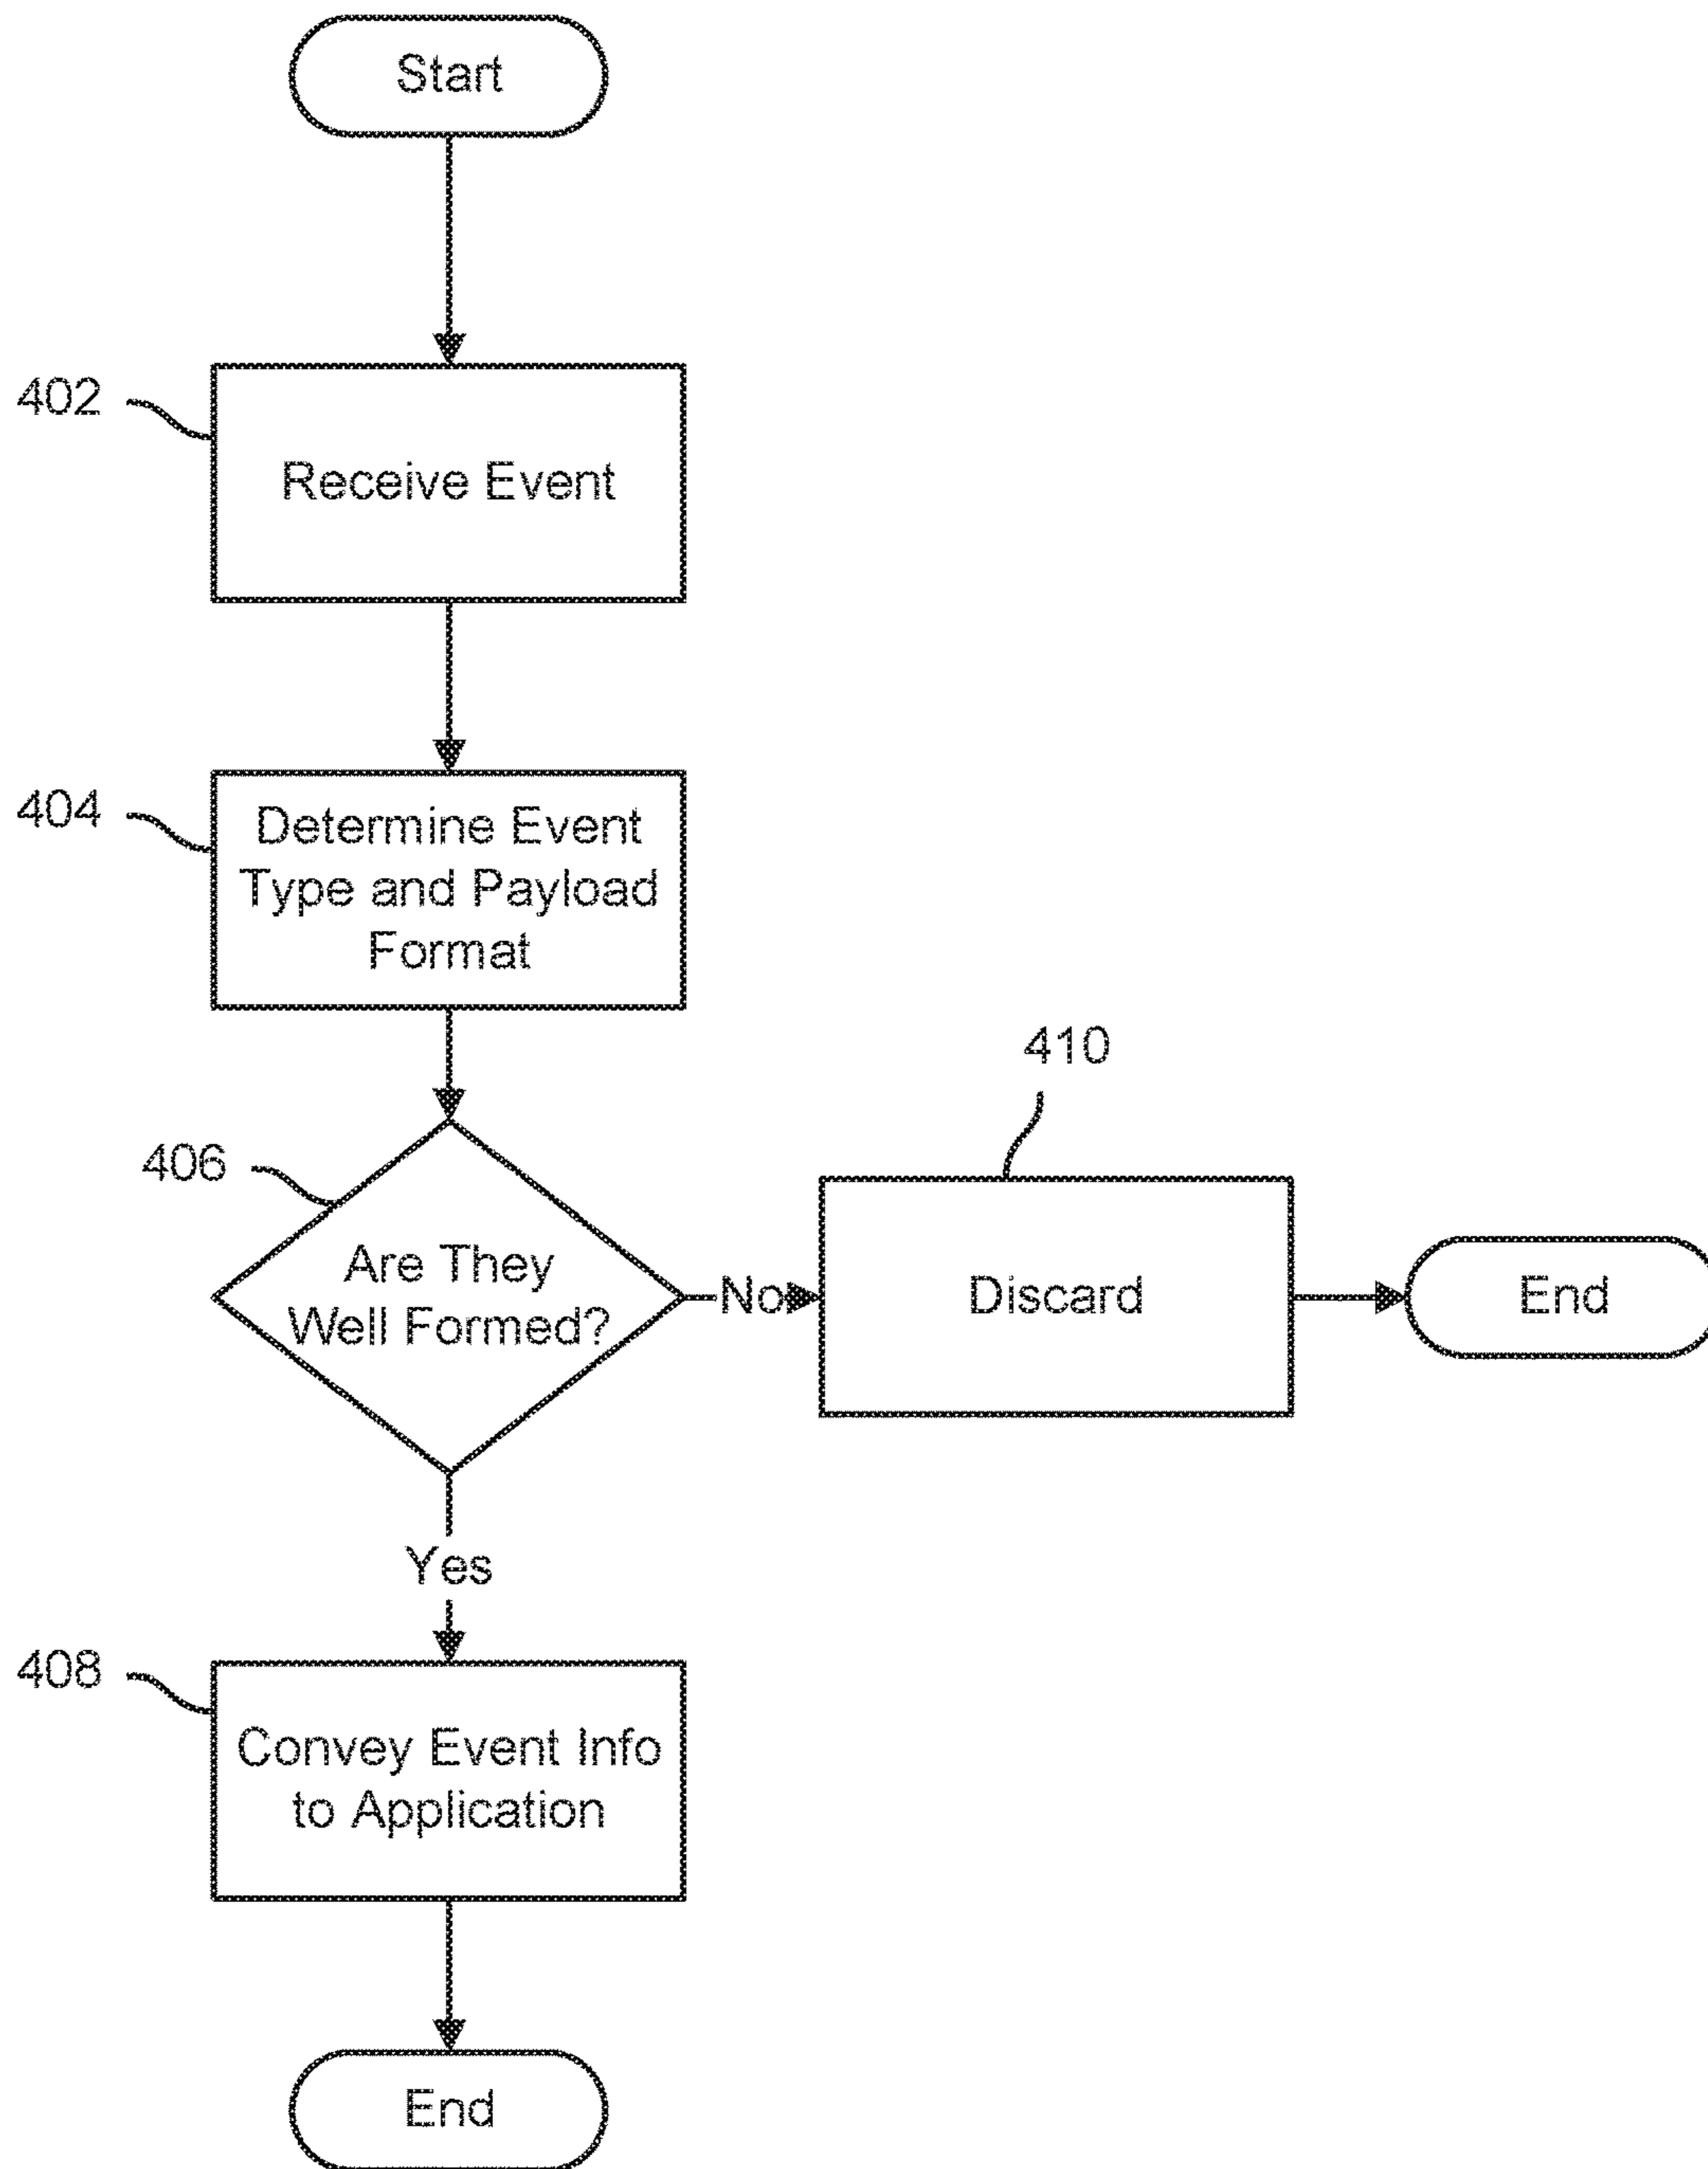 Start
402
Receive Event
404
Determine Event
Type and Payload
Format
410
406
Are They
Well Formed?
No
Discard
End
Yes
408
Convey Event Info
to Application
End